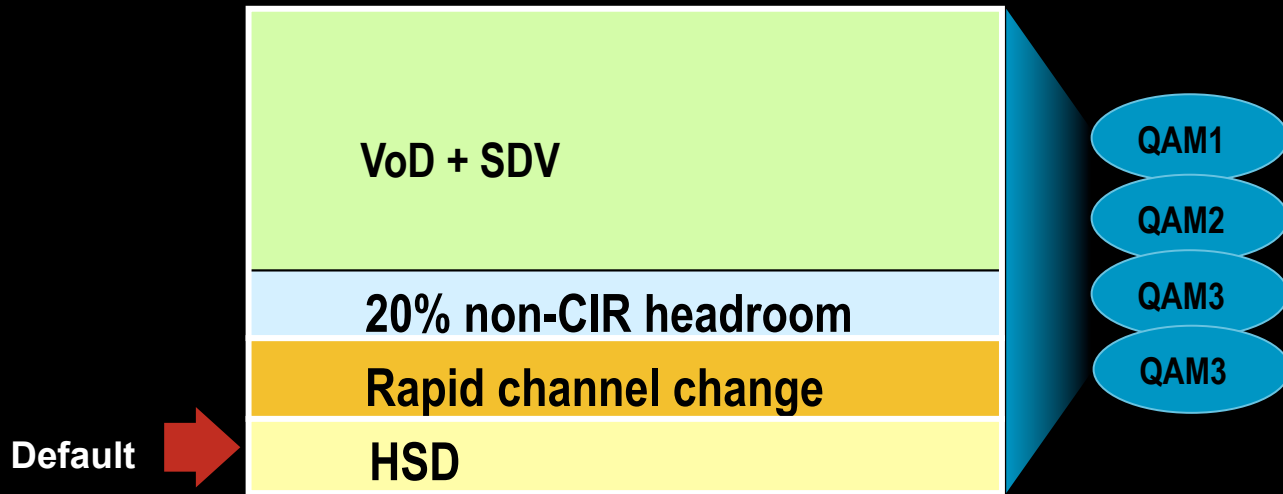 VoD + SDV
20% non-CIR headroom
Rapid channel change
HSD
Default
QAM1
QAM2
QAM3
QAM3